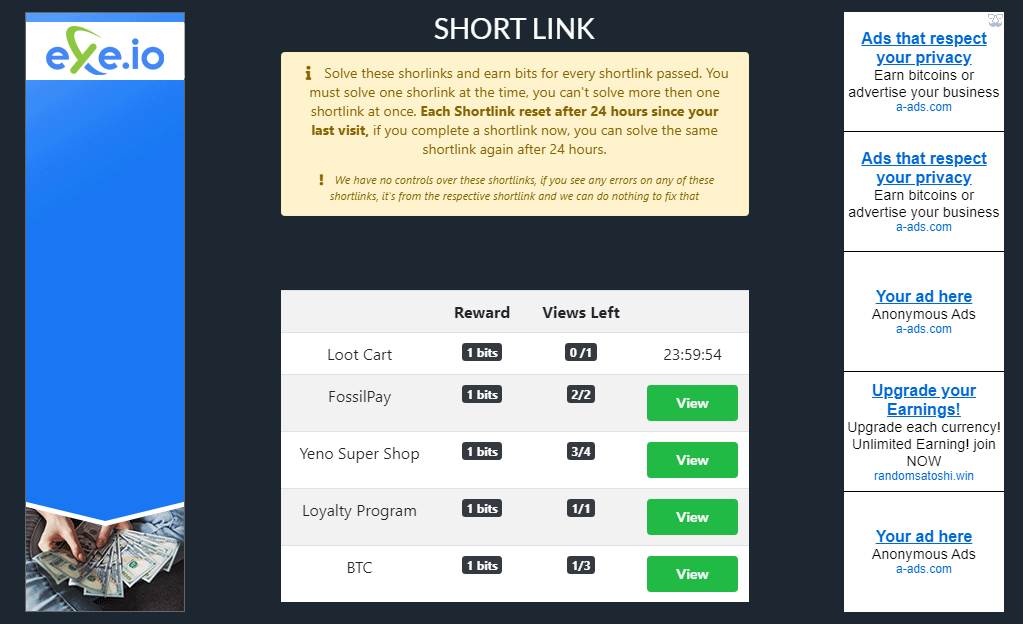 exe.io
SHORT LINK
Solve these shorlinks and earn bits for every shortlink passed. You
must solve one shorlink at the time, you can't solve more then one
shortlink at once. Each Shortlink reset after 24 hours since your
last visit, if you complete a shortlink now, you can solve the same
shortlink again after 24 hours.
We have no controls over these shortlinks, if you see any errors on any of these
shortlinks, it's from the respective shortlink and we can do nothing to fix that
Reward Views Left
Loot Cart 1 bits 0 /1 23:59:54
FossilPay 1 bits 2/2 View
Yeno Super Shop 1 bits 3/4 View
Loyalty Program 1 bits 1/1 View
BTC 1 bits 1/3 View
Ads that respect
your privacy
Earn bitcoins or
advertise your business
a-ads.com
Ads that respect
your privacy
Earn bitcoins or
advertise your business
a-ads.com
Your ad here
Anonymous Ads
a-ads.com
Upgrade your
Earnings!
Upgrade each currency!
Unlimited Earning! join
NOW
randomsatoshi.win
Your ad here
Anonymous Ads
a-ads.com